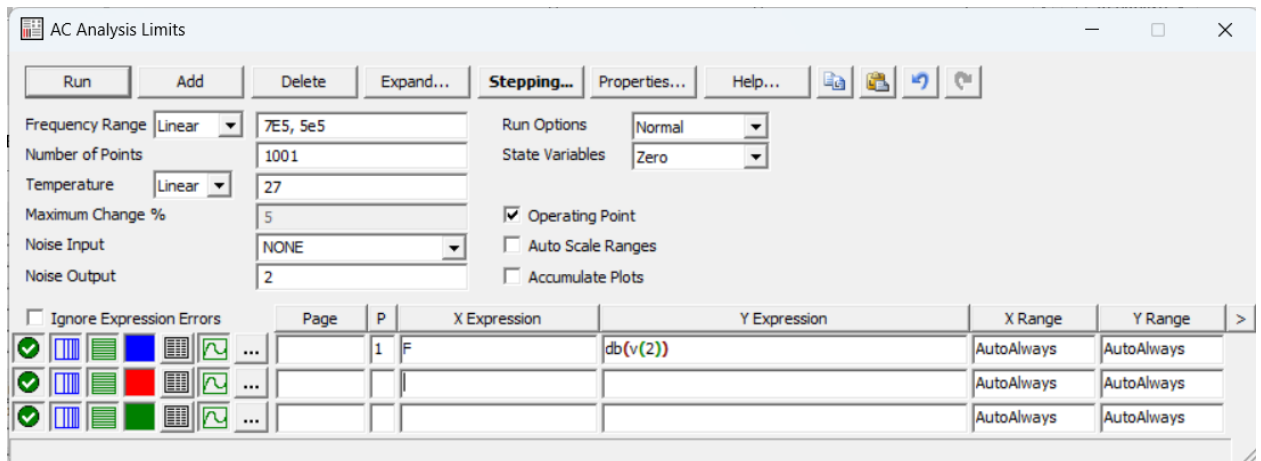 AC Analysis Limits
Run Add Delete Expand... Stepping... Properties... Help...
Frequency Range Linear 7E5, 5e5 Run Options Normal
Number of Points 1001 State Variables Zero
Temperature Linear 27
Maximum Change % 5 Operating Point
Noise Input NONE Auto Scale Ranges
Noise Output 2 Accumulate Plots
Ignore Expression Errors Page P X Expression Y Expression X Range Y Range >
... 1 F db(v(2)) AutoAlways AutoAlways
... AutoAlways AutoAlways
... AutoAlways AutoAlways